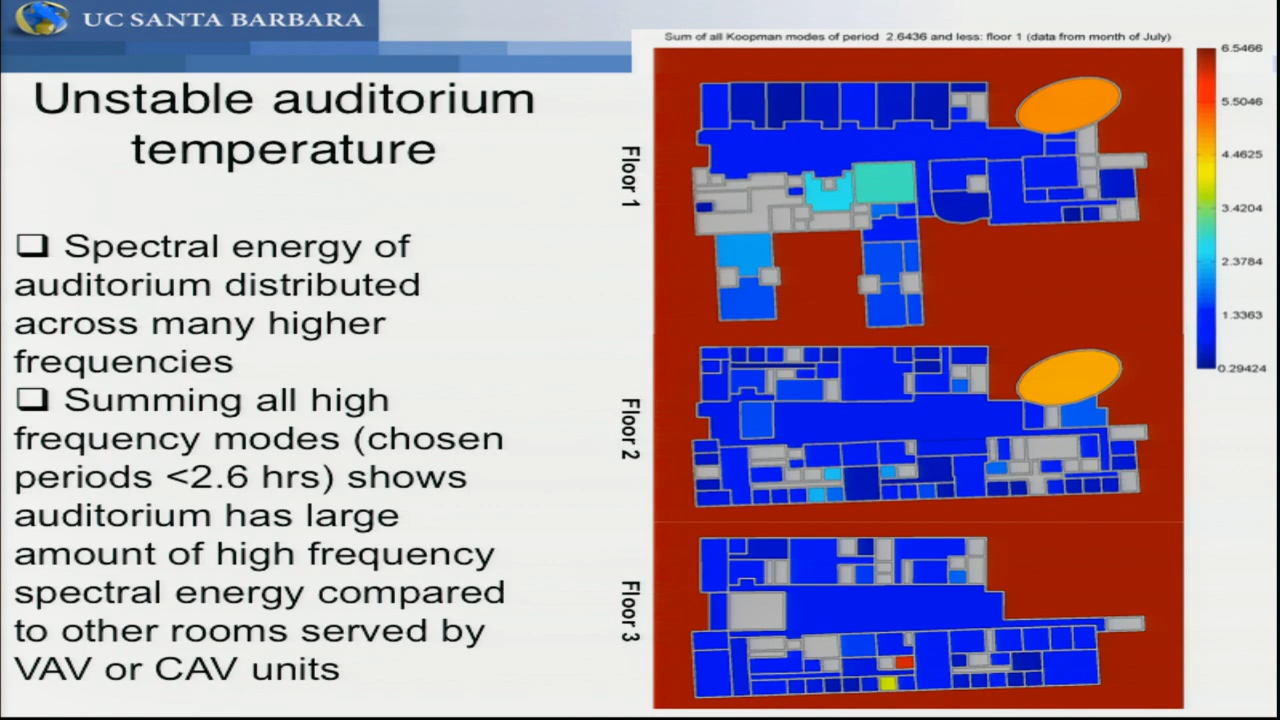 UC SANTA BARBARA
Unstable auditorium
temperature
❑ Spectral energy of
auditorium distributed
across many higher
frequencies
❑ Summing all high
frequency modes (chosen
periods <2.6 hrs) shows
auditorium has large
amount of high frequency
spectral energy compared
to other rooms served by
VAV or CAV units
Sum of all Koopman modes of period 2.6436 and less: floor 1 (data from month of July)
Floor 1
Floor 2
Floor 3
6.5466
5.5046
4.4625
3.4204
2.3784
1.3363
0.29424